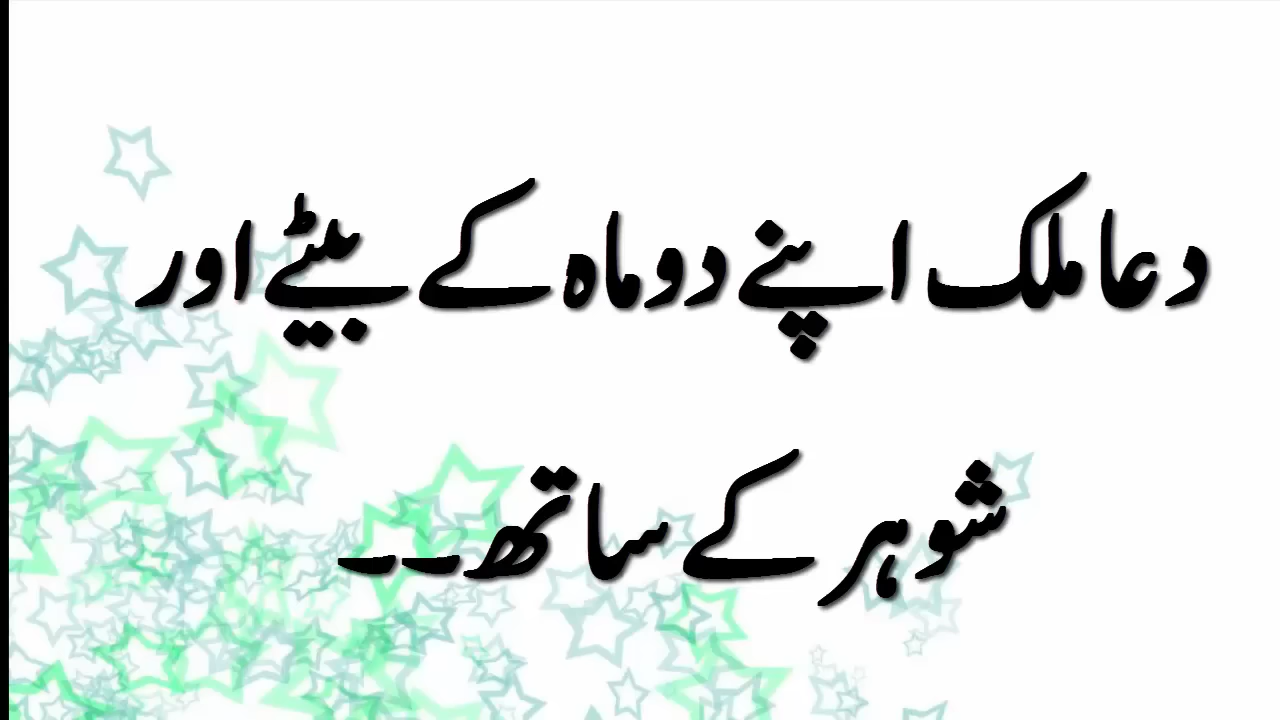 دعا ملک اپنے دو ماہ کے بیٹے اور
شوہر کے ساتھ۔۔